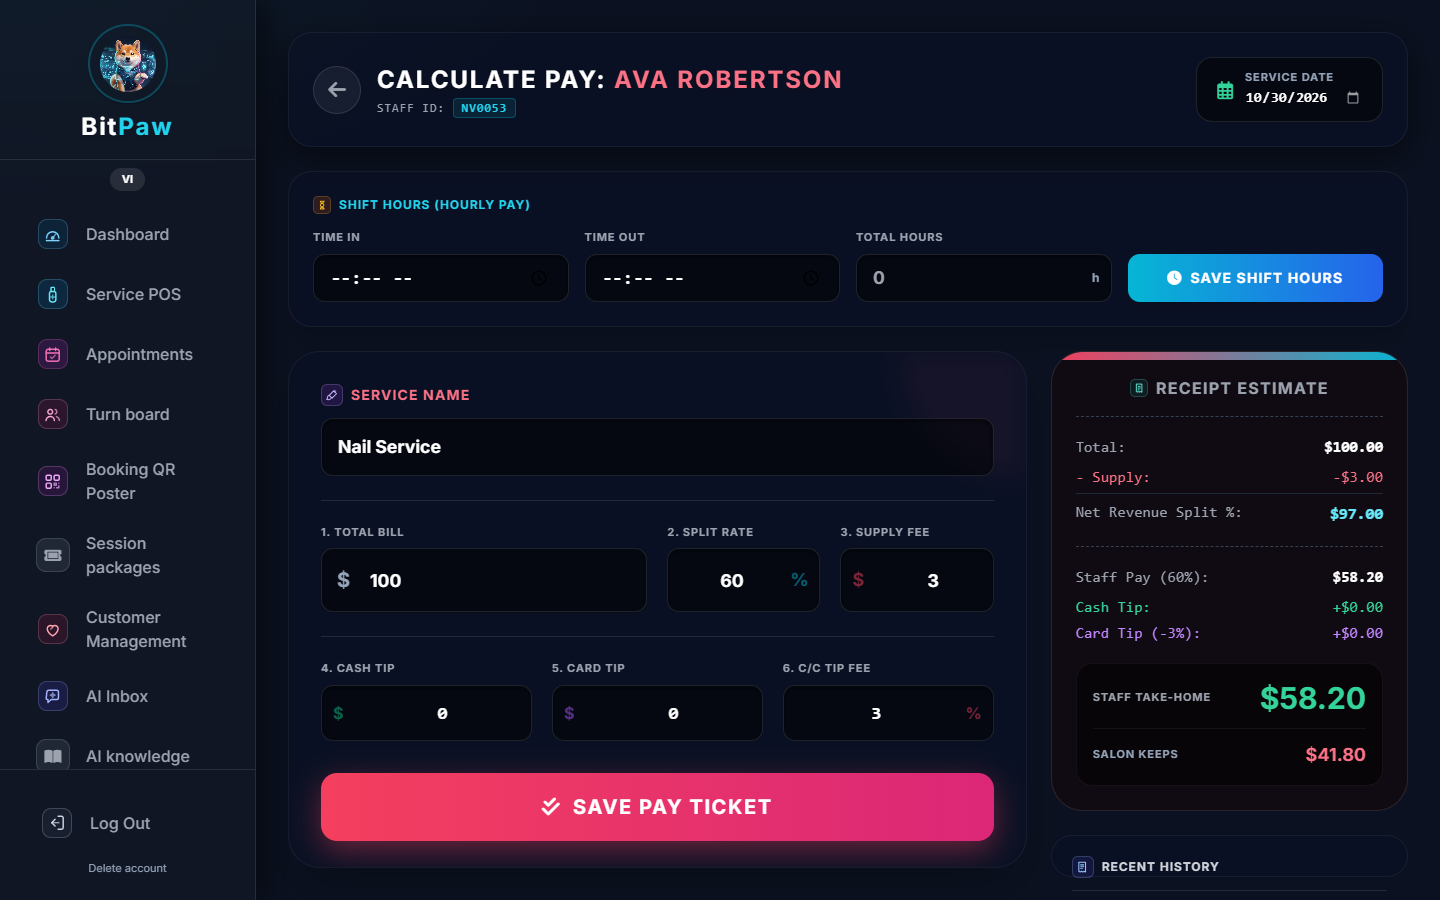 BitPaw
VI
Dashboard
Service POS
Appointments
Turn board
Booking QR
Poster
Session
packages
Customer
Management
AI Inbox
AI knowledge
Log Out
Delete account
CALCULATE PAY: AVA ROBERTSON
STAFF ID: NV0053
SERVICE DATE
10/30/2026
SHIFT HOURS (HOURLY PAY)
TIME IN
TIME OUT
TOTAL HOURS
--:-- --
--:-- --
0 h
SAVE SHIFT HOURS
SERVICE NAME
Nail Service
1. TOTAL BILL
2. SPLIT RATE
3. SUPPLY FEE
$ 100
60 %
$ 3
4. CASH TIP
5. CARD TIP
6. C/C TIP FEE
$ 0
$ 0
3 %
SAVE PAY TICKET
RECEIPT ESTIMATE
Total: $100.00
- Supply: -$3.00
Net Revenue Split %: $97.00
Staff Pay (60%): $58.20
Cash Tip: +$0.00
Card Tip (-3%): +$0.00
STAFF TAKE-HOME $58.20
SALON KEEPS $41.80
RECENT HISTORY